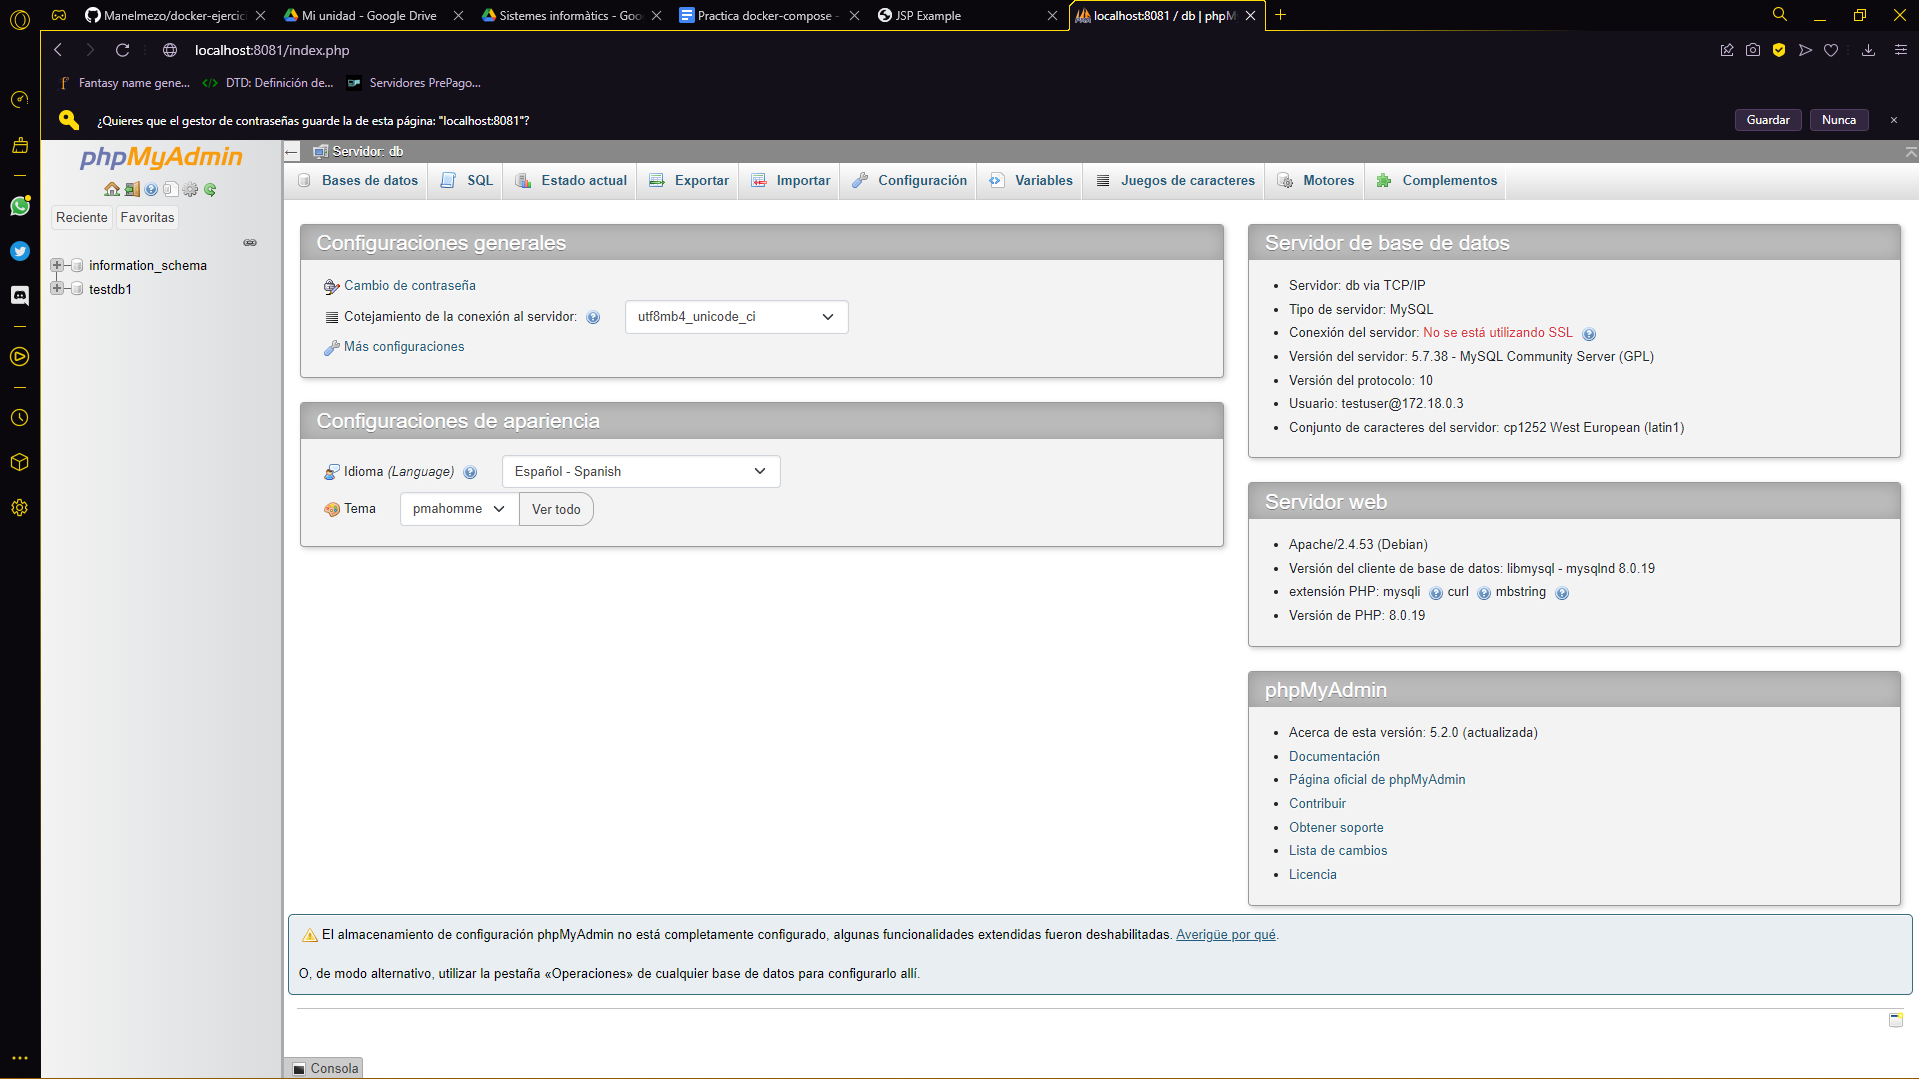 Manelmezo/docker-ejercic
Mi unidad - Google Drive
Sistemes informàtics - Goo
Practica docker-compose -
JSP Example
localhost:8081 / db | phpM
localhost:8081/index.php
Fantasy name gene...
DTD: Definición de...
Servidores PrePago...
¿Quieres que el gestor de contraseñas guarde la de esta página: "localhost:8081"?
Guardar
Nunca
phpMyAdmin
Reciente
Favoritas
information_schema
testdb1
Servidor: db
Bases de datos
SQL
Estado actual
Exportar
Importar
Configuración
Variables
Juegos de caracteres
Motores
Complementos
Configuraciones generales
Cambio de contraseña
Cotejamiento de la conexión al servidor:
utf8mb4_unicode_ci
Más configuraciones
Configuraciones de apariencia
Idioma (Language)
Español - Spanish
Tema
pmahomme
Ver todo
Servidor de base de datos
Servidor: db via TCP/IP
Tipo de servidor: MySQL
Conexión del servidor: No se está utilizando SSL
Versión del servidor: 5.7.38 - MySQL Community Server (GPL)
Versión del protocolo: 10
Usuario: testuser@172.18.0.3
Conjunto de caracteres del servidor: cp1252 West European (latin1)
Servidor web
Apache/2.4.53 (Debian)
Versión del cliente de base de datos: libmysql - mysqlnd 8.0.19
extensión PHP: mysqli curl mbstring
Versión de PHP: 8.0.19
phpMyAdmin
Acerca de esta versión: 5.2.0 (actualizada)
Documentación
Página oficial de phpMyAdmin
Contribuir
Obtener soporte
Lista de cambios
Licencia
El almacenamiento de configuración phpMyAdmin no está completamente configurado, algunas funcionalidades extendidas fueron deshabilitadas. Averigüe por qué.
O, de modo alternativo, utilizar la pestaña «Operaciones» de cualquier base de datos para configurarlo allí.
Consola